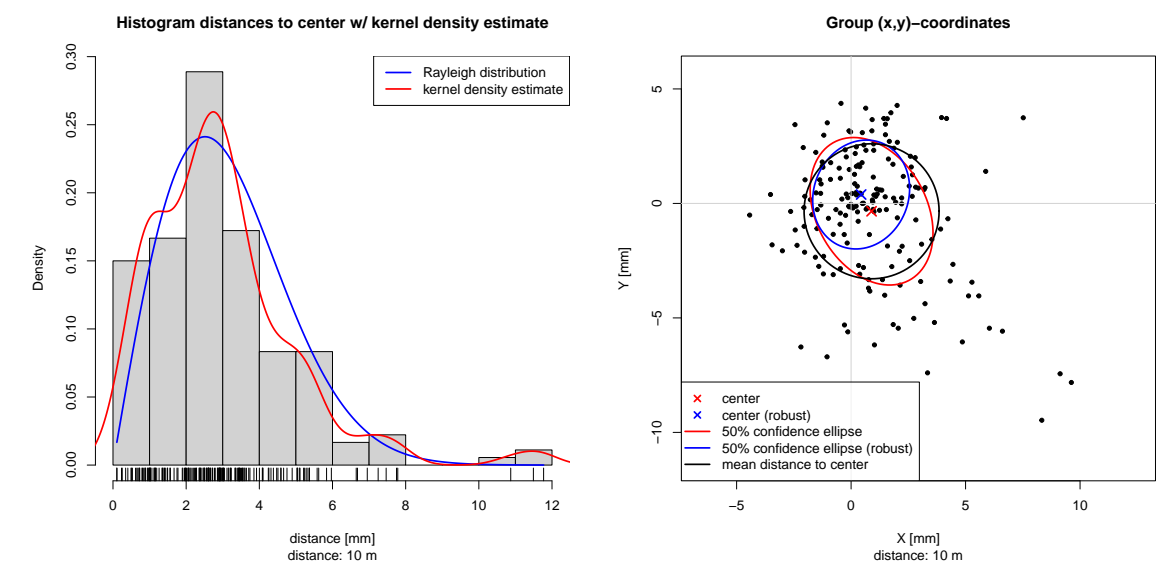 Histogram distances to center w/ kernel density estimate
Rayleigh distribution
kernel density estimate
Density
0.00
0.05
0.10
0.15
0.20
0.25
0.30
0 2 4 6 8 10 12
distance [mm]
distance: 10 m
Group (x,y)−coordinates
Y [mm]
5
0
−5
−10
center
center (robust)
50% confidence ellipse
50% confidence ellipse (robust)
mean distance to center
−5 0 5 10
X [mm]
distance: 10 m